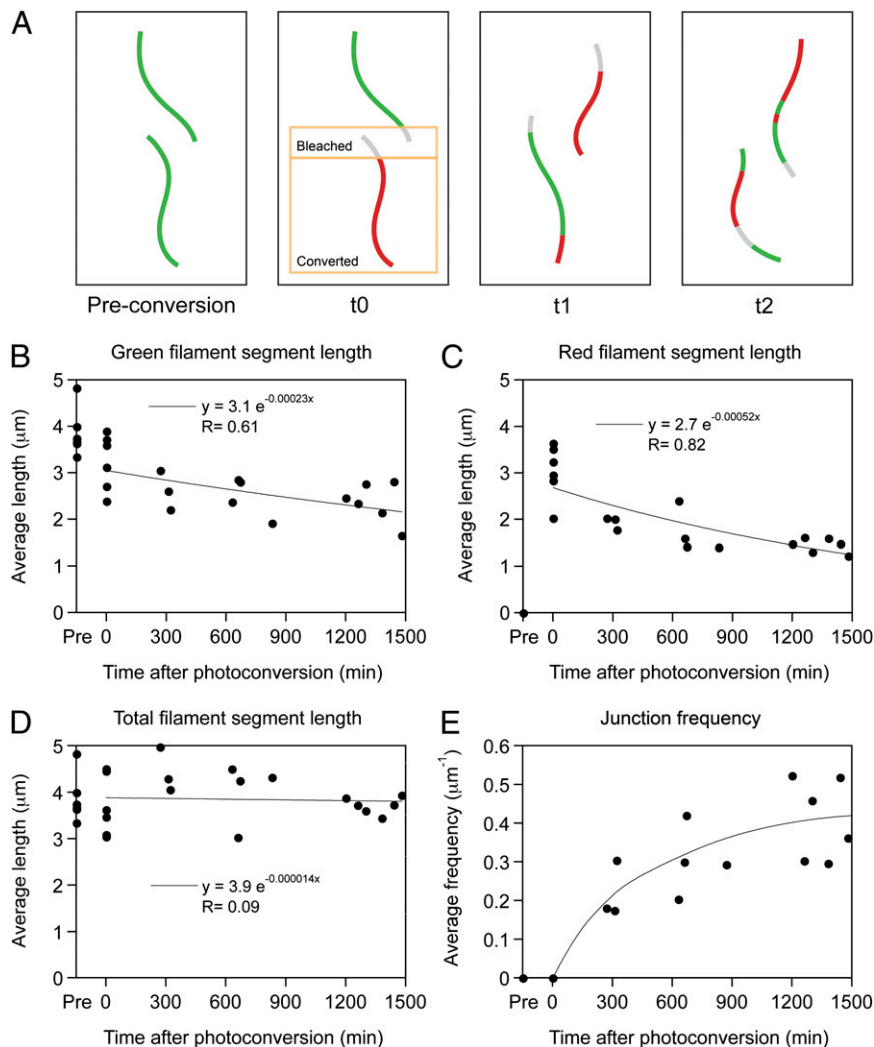 A
Bleached
Converted
Pre-conversion
t0
t1
t2
B
Green filament segment length
Average length (μm)
5
4
3
2
1
0
y = 3.1 e^-0.00023x
R= 0.61
Pre 0 300 600 900 1200 1500
Time after photoconversion (min)
C
Red filament segment length
Average length (μm)
5
4
3
2
1
0
y = 2.7 e^-0.00052x
R= 0.82
Pre 0 300 600 900 1200 1500
Time after photoconversion (min)
D
Total filament segment length
Average length (μm)
5
4
3
2
1
0
y = 3.9 e^-0.000014x
R= 0.09
Pre 0 300 600 900 1200 1500
Time after photoconversion (min)
E
Junction frequency
Average frequency (μm⁻¹)
0.6
0.5
0.4
0.3
0.2
0.1
0
Pre 0 300 600 900 1200 1500
Time after photoconversion (min)